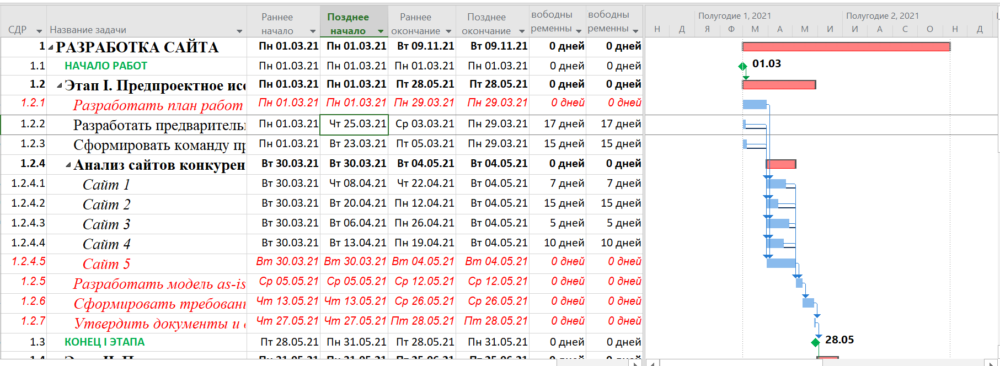 Раннее Позднее Раннее Позднее вободны вободны Полугодие 1, 2021 Полугодие 2, 2021
СДР Название задачи начало начало окончание окончание ременны ременны Н Д Я Ф М А М И И А С О Н Д
1 РАЗРАБОТКА САЙТА Пн 01.03.21 Пн 01.03.21 Вт 09.11.21 Вт 09.11.21 0 дней 0 дней
1.1 НАЧАЛО РАБОТ Пн 01.03.21 Пн 01.03.21 Пн 01.03.21 Пн 01.03.21 0 дней 0 дней 01.03
1.2 Этап I. Предпроектное исс Пн 01.03.21 Пн 01.03.21 Пт 28.05.21 Пт 28.05.21 0 дней 0 дней
1.2.1 Разработать план работ Пн 01.03.21 Пн 01.03.21 Пн 29.03.21 Пн 29.03.21 0 дней 0 дней
1.2.2 Разработать предваритель Пн 01.03.21 Чт 25.03.21 Ср 03.03.21 Пн 29.03.21 17 дней 17 дней
1.2.3 Сформировать команду пр Пн 01.03.21 Вт 23.03.21 Пт 05.03.21 Пн 29.03.21 15 дней 15 дней
1.2.4 Анализ сайтов конкурен Вт 30.03.21 Вт 30.03.21 Вт 04.05.21 Вт 04.05.21 0 дней 0 дней
1.2.4.1 Сайт 1 Вт 30.03.21 Чт 08.04.21 Чт 22.04.21 Вт 04.05.21 7 дней 7 дней
1.2.4.2 Сайт 2 Вт 30.03.21 Вт 20.04.21 Пн 12.04.21 Вт 04.05.21 15 дней 15 дней
1.2.4.3 Сайт 3 Вт 30.03.21 Вт 06.04.21 Пн 26.04.21 Вт 04.05.21 5 дней 5 дней
1.2.4.4 Сайт 4 Вт 30.03.21 Вт 13.04.21 Пн 19.04.21 Вт 04.05.21 10 дней 10 дней
1.2.4.5 Сайт 5 Вт 30.03.21 Вт 30.03.21 Вт 04.05.21 Вт 04.05.21 0 дней 0 дней
1.2.5 Разработать модель as-is Ср 05.05.21 Ср 05.05.21 Ср 12.05.21 Ср 12.05.21 0 дней 0 дней
1.2.6 Сформировать требовани Чт 13.05.21 Чт 13.05.21 Ср 26.05.21 Ср 26.05.21 0 дней 0 дней
1.2.7 Утвердить документы и Чт 27.05.21 Чт 27.05.21 Пт 28.05.21 Пт 28.05.21 0 дней 0 дней
1.3 КОНЕЦ I ЭТАПА Пт 28.05.21 Пн 31.05.21 Пт 28.05.21 Пн 31.05.21 0 дней 0 дней 28.05